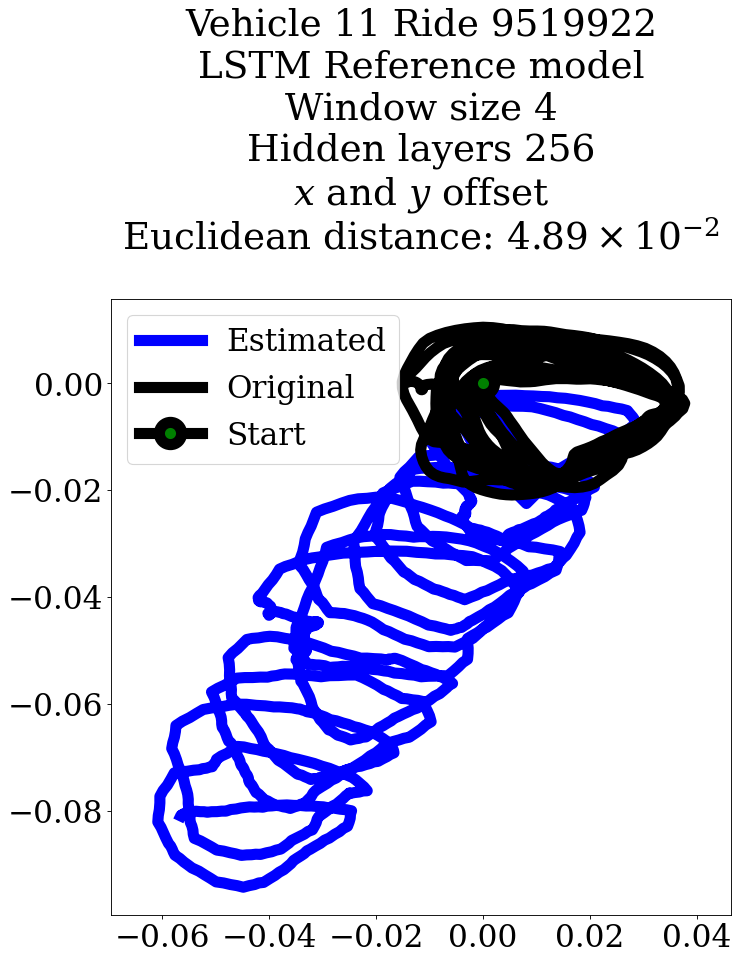 Vehicle 11 Ride 9519922
LSTM Reference model
Window size 4
Hidden layers 256
x and y offset
Euclidean distance: 4.89 × 10⁻²
Estimated
Original
Start
0.00
−0.02
−0.04
−0.06
−0.08
−0.06 −0.04 −0.02 0.00 0.02 0.04